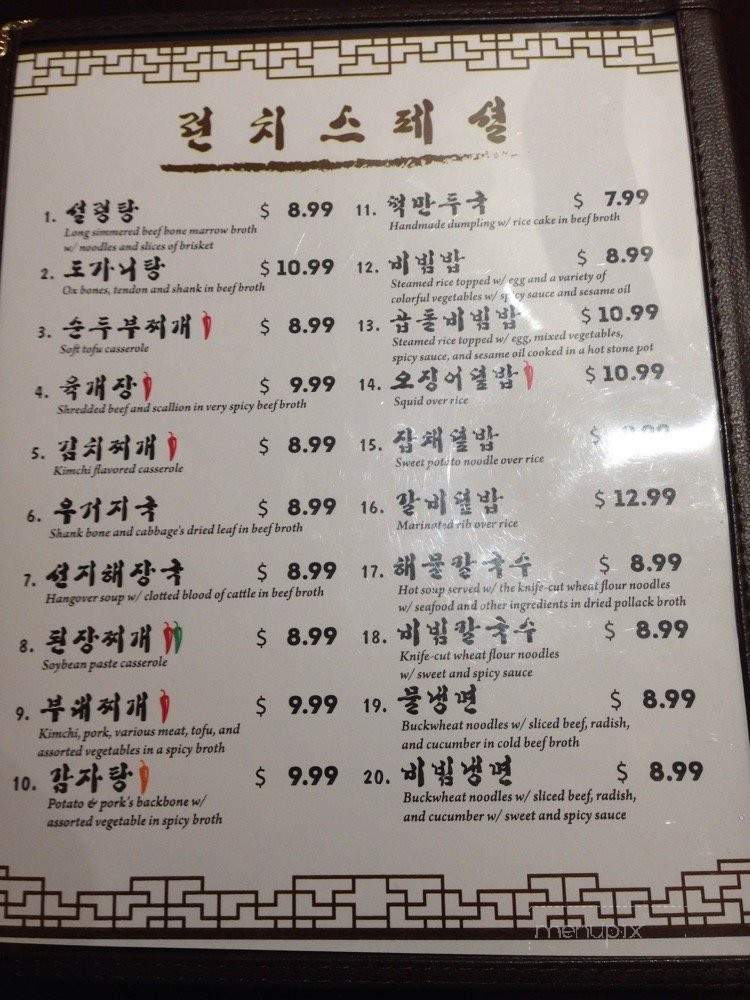 런치스페셜
1. 설렁탕 $ 8.99
Long simmered beef bone marrow broth
w/ noodles and slices of brisket
2. 도가니탕 $ 10.99
Ox bones, tendon and shank in beef broth
3. 순두부찌개 $ 8.99
Soft tofu casserole
4. 육개장 $ 9.99
Shredded beef and scallion in very spicy beef broth
5. 김치찌개 $ 8.99
Kimchi flavored casserole
6. 우거지국 $ 8.99
Shank bone and cabbage's dried leaf in beef broth
7. 선지해장국 $ 8.99
Hangover soup w/ clotted blood of cattle in beef broth
8. 된장찌개 $ 8.99
Soybean paste casserole
9. 부대찌개 $ 9.99
Kimchi, pork, various meat, tofu, and
assorted vegetables in a spicy broth
10. 감자탕 $ 9.99
Potato & pork's backbone w/
assorted vegetable in spicy broth
11. 떡만두국 $ 7.99
Handmade dumpling w/ rice cake in beef broth
12. 비빔밥 $ 8.99
Steamed rice topped w/ egg and a variety of
colorful vegetables w/ spicy sauce and sesame oil
13. 곱돌비빔밥 $ 10.99
Steamed rice topped w/ egg, mixed vegetables,
spicy sauce, and sesame oil cooked in a hot stone pot
14. 오징어덮밥 $ 10.99
Squid over rice
15. 잡채덮밥 $
Sweet potato noodle over rice
16. 갈비덮밥 $ 12.99
Marinated rib over rice
17. 해물칼국수 $ 8.99
Hot soup served w/ the knife-cut wheat flour noodles
w/ seafood and other ingredients in dried pollack broth
18. 비빔칼국수 $ 8.99
Knife-cut wheat flour noodles
w/ sweet and spicy sauce
19. 물냉면 $ 8.99
Buckwheat noodles w/ sliced beef, radish,
and cucumber in cold beef broth
20. 비빔냉면 $ 8.99
Buckwheat noodles w/ sliced beef, radish,
and cucumber w/ sweet and spicy sauce
menupix